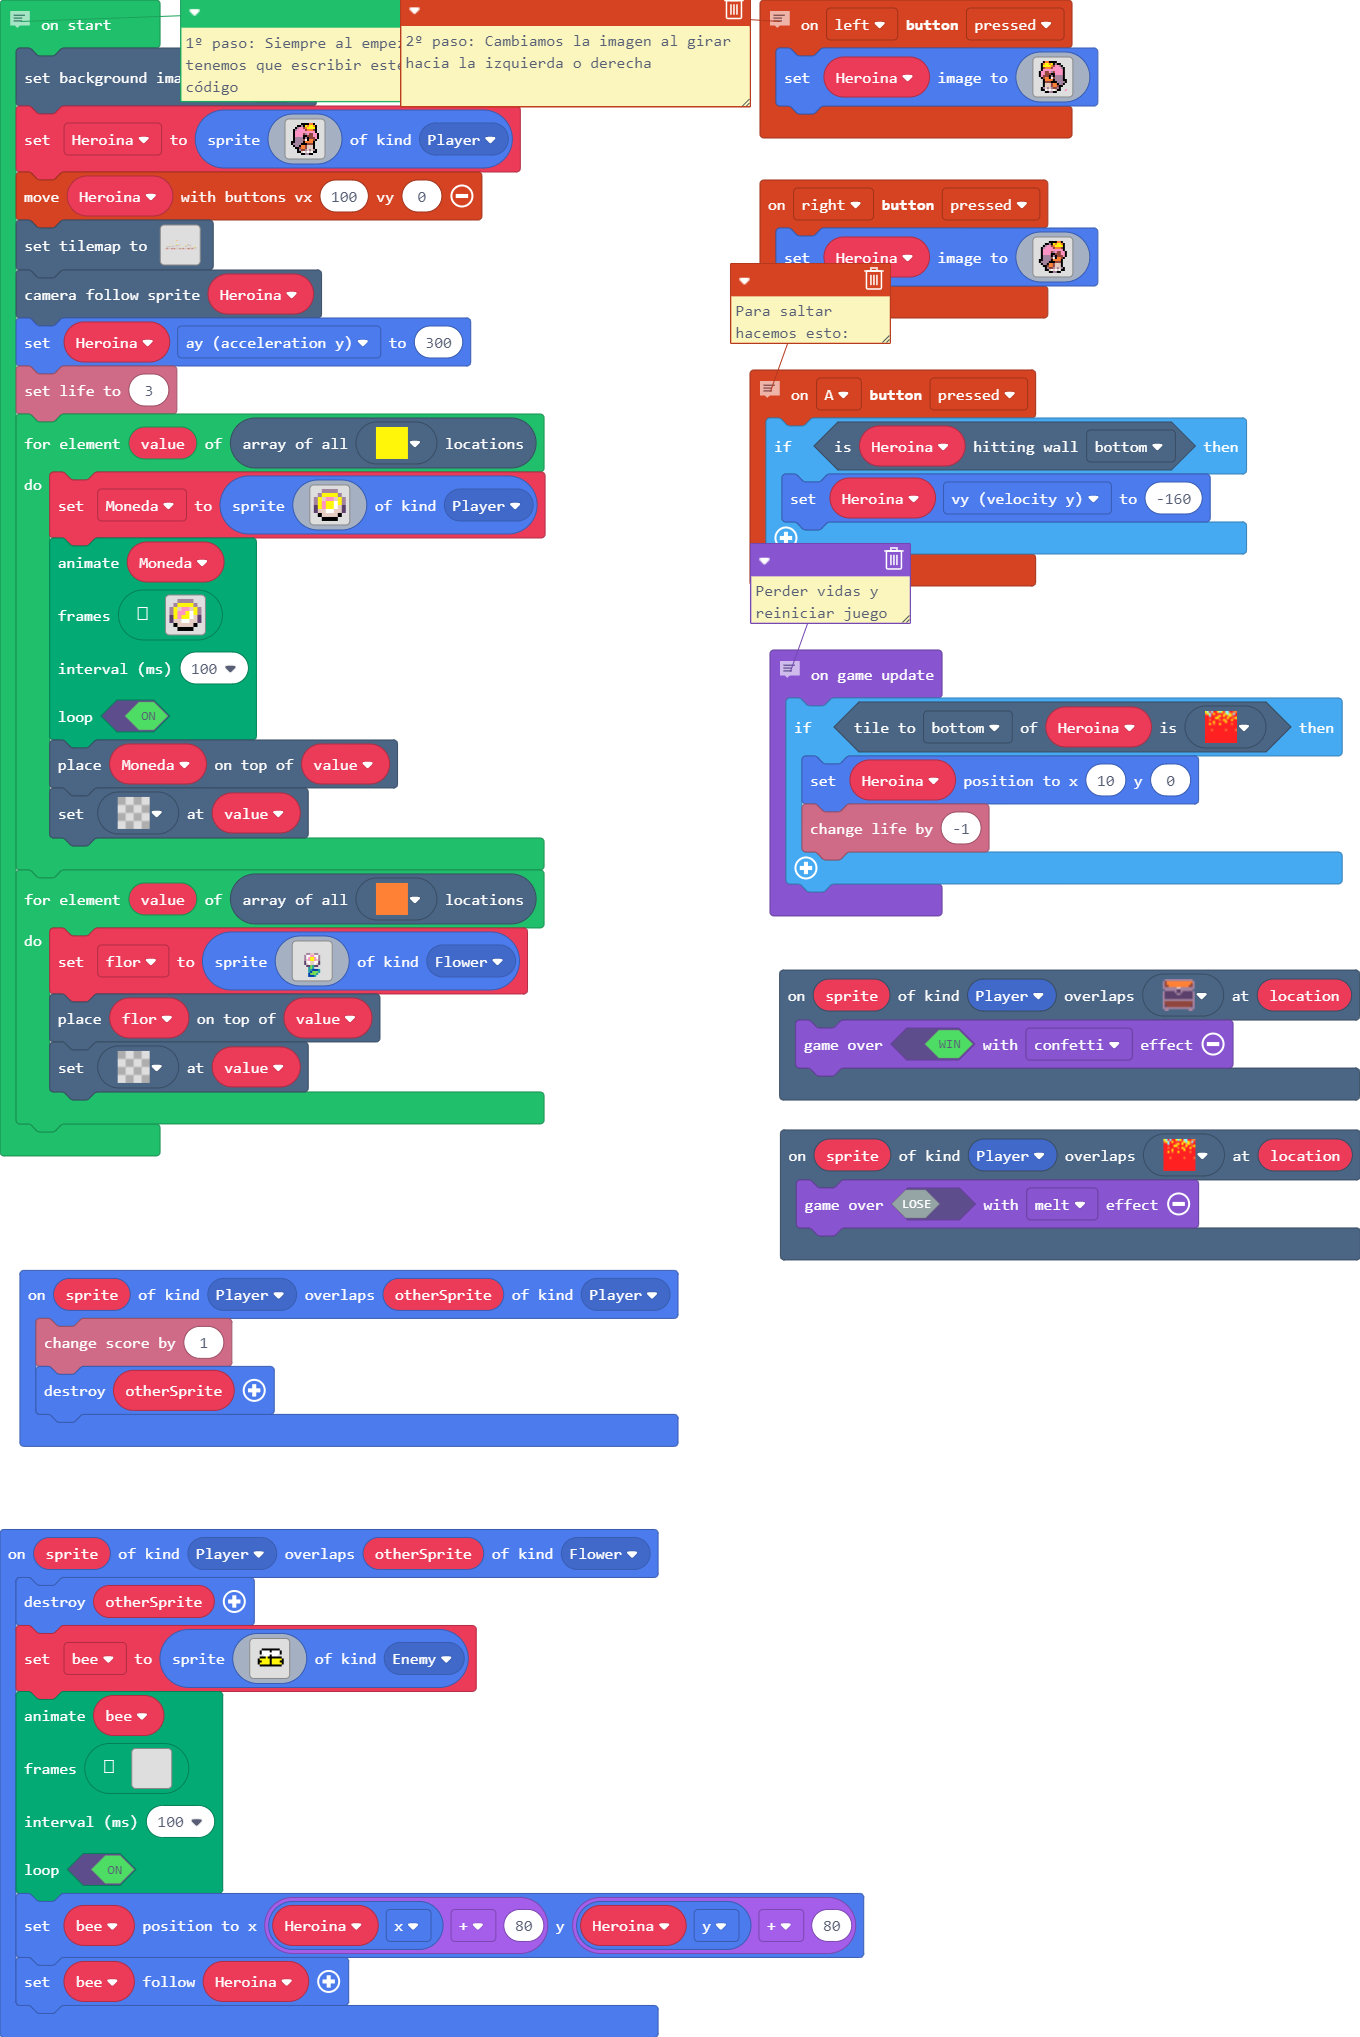 on start
1º paso: Siempre al
tenemos que escribir
código
2º paso: Cambiamos la imagen al girar
hacia la izquierda o derecha
set background
set Heroina to sprite of kind Player
move Heroina with buttons vx 100 vy 0
set tilemap to
camera follow sprite Heroina
set Heroina ay (acceleration y) to 300
set life to 3
for element value of array of all locations
do
set Moneda to sprite of kind Player
animate Moneda
frames
interval (ms) 100
loop ON
place Moneda on top of value
set at value
for element value of array of all locations
do
set flor to sprite of kind Flower
place flor on top of value
set at value
on left button pressed
set Heroina image to
on right button pressed
set Heroina image to
Para saltar
hacemos esto:
on A button pressed
if is Heroina hitting wall bottom then
set Heroina vy (velocity y) to -160
Perder vidas y
reiniciar juego
on game update
if tile to bottom of Heroina is then
set Heroina position to x 10 y 0
change life by -1
on sprite of kind Player overlaps at location
game over WIN with confetti effect
on sprite of kind Player overlaps at location
game over LOSE with melt effect
on sprite of kind Player overlaps otherSprite of kind Player
change score by 1
destroy otherSprite
on sprite of kind Player overlaps otherSprite of kind Flower
destroy otherSprite
set bee to sprite of kind Enemy
animate bee
frames
interval (ms) 100
loop ON
set bee position to x Heroina x + 80 y Heroina y + 80
set bee follow Heroina